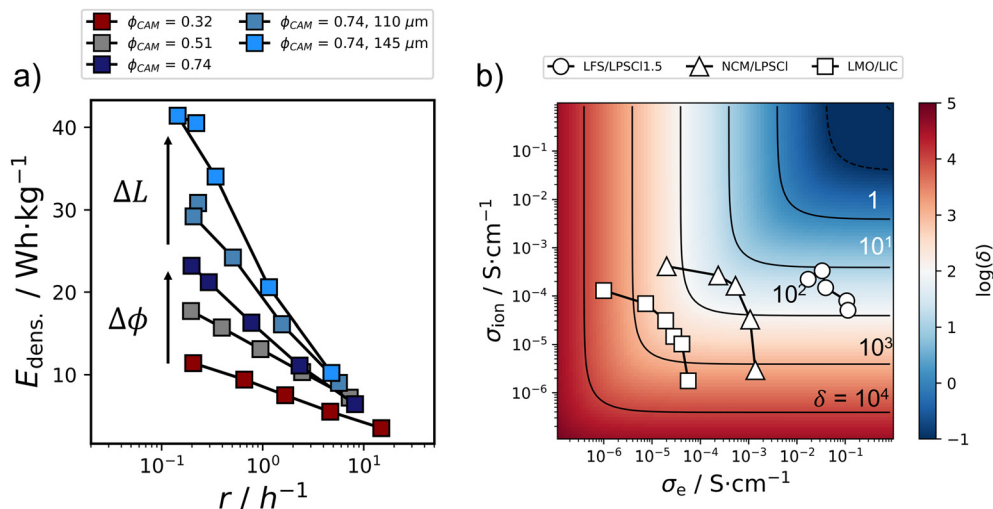 a)
ϕCAM = 0.32
ϕCAM = 0.51
ϕCAM = 0.74
ϕCAM = 0.74, 110 μm
ϕCAM = 0.74, 145 μm
Edens. / Wh·kg⁻¹
40
30
20
10
ΔL
Δϕ
10⁻¹
10⁰
10¹
r / h⁻¹
b)
LFS/LPSCl1.5
NCM/LPSCl
LMO/LIC
σion / S·cm⁻¹
10⁻¹
10⁻²
10⁻³
10⁻⁴
10⁻⁵
10⁻⁶
1
10¹
10²
10³
δ = 10⁴
10⁻⁶
10⁻⁵
10⁻⁴
10⁻³
10⁻²
10⁻¹
σe / S·cm⁻¹
5
4
3
2
1
0
−1
log(δ)